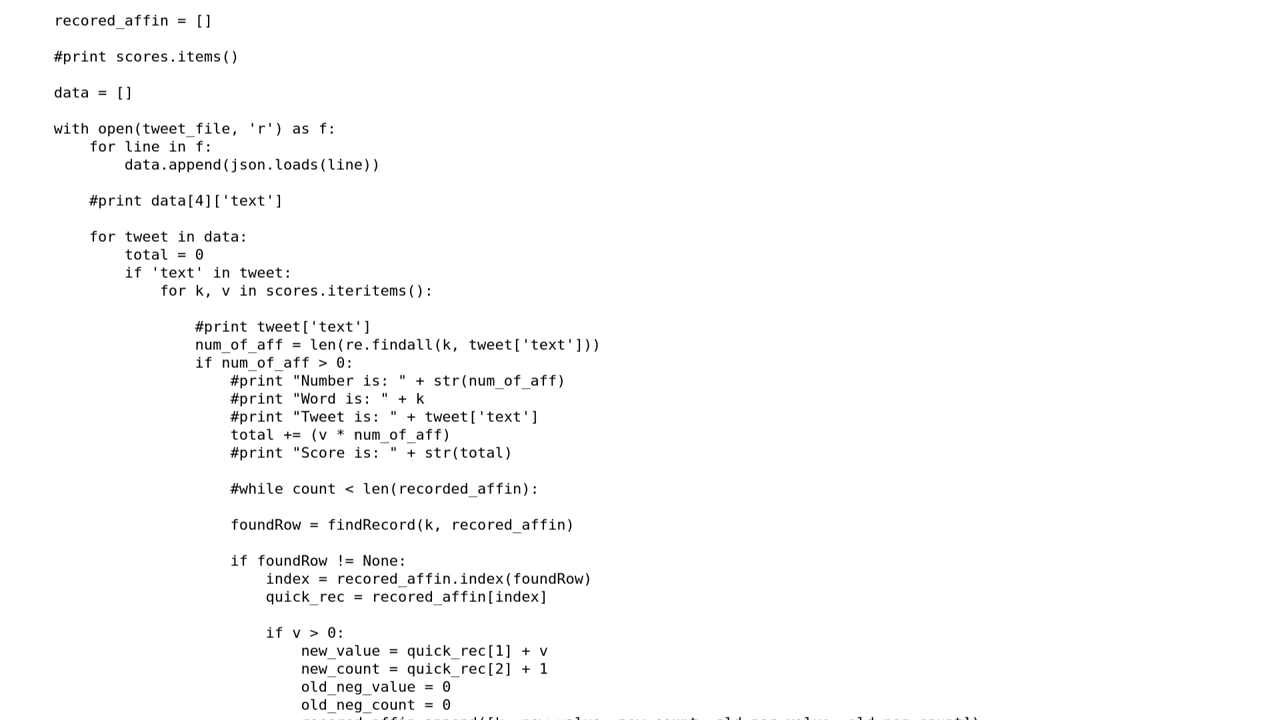 recored_affin = []
#print scores.items()
data = []
with open(tweet_file, 'r') as f:
for line in f:
data.append(json.loads(line))
#print data[4]['text']
for tweet in data:
total = 0
if 'text' in tweet:
for k, v in scores.iteritems():
#print tweet['text']
num_of_aff = len(re.findall(k, tweet['text']))
if num_of_aff > 0:
#print "Number is: " + str(num_of_aff)
#print "Word is: " + k
#print "Tweet is: " + tweet['text']
total += (v * num_of_aff)
#print "Score is: " + str(total)
#while count < len(recorded_affin):
foundRow = findRecord(k, recored_affin)
if foundRow != None:
index = recored_affin.index(foundRow)
quick_rec = recored_affin[index]
if v > 0:
new_value = quick_rec[1] + v
new_count = quick_rec[2] + 1
old_neg_value = 0
old_neg_count = 0